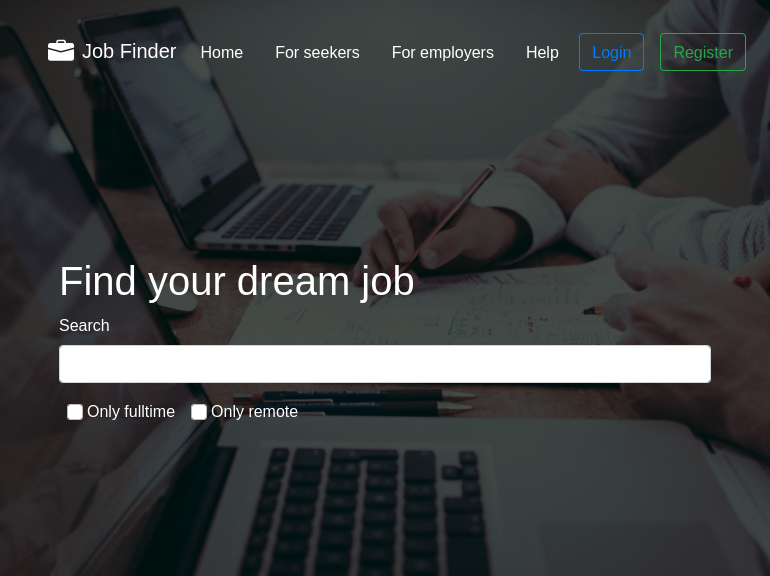 Job Finder Home For seekers For employers Help Login Register
Find your dream job
Search
Only fulltime Only remote